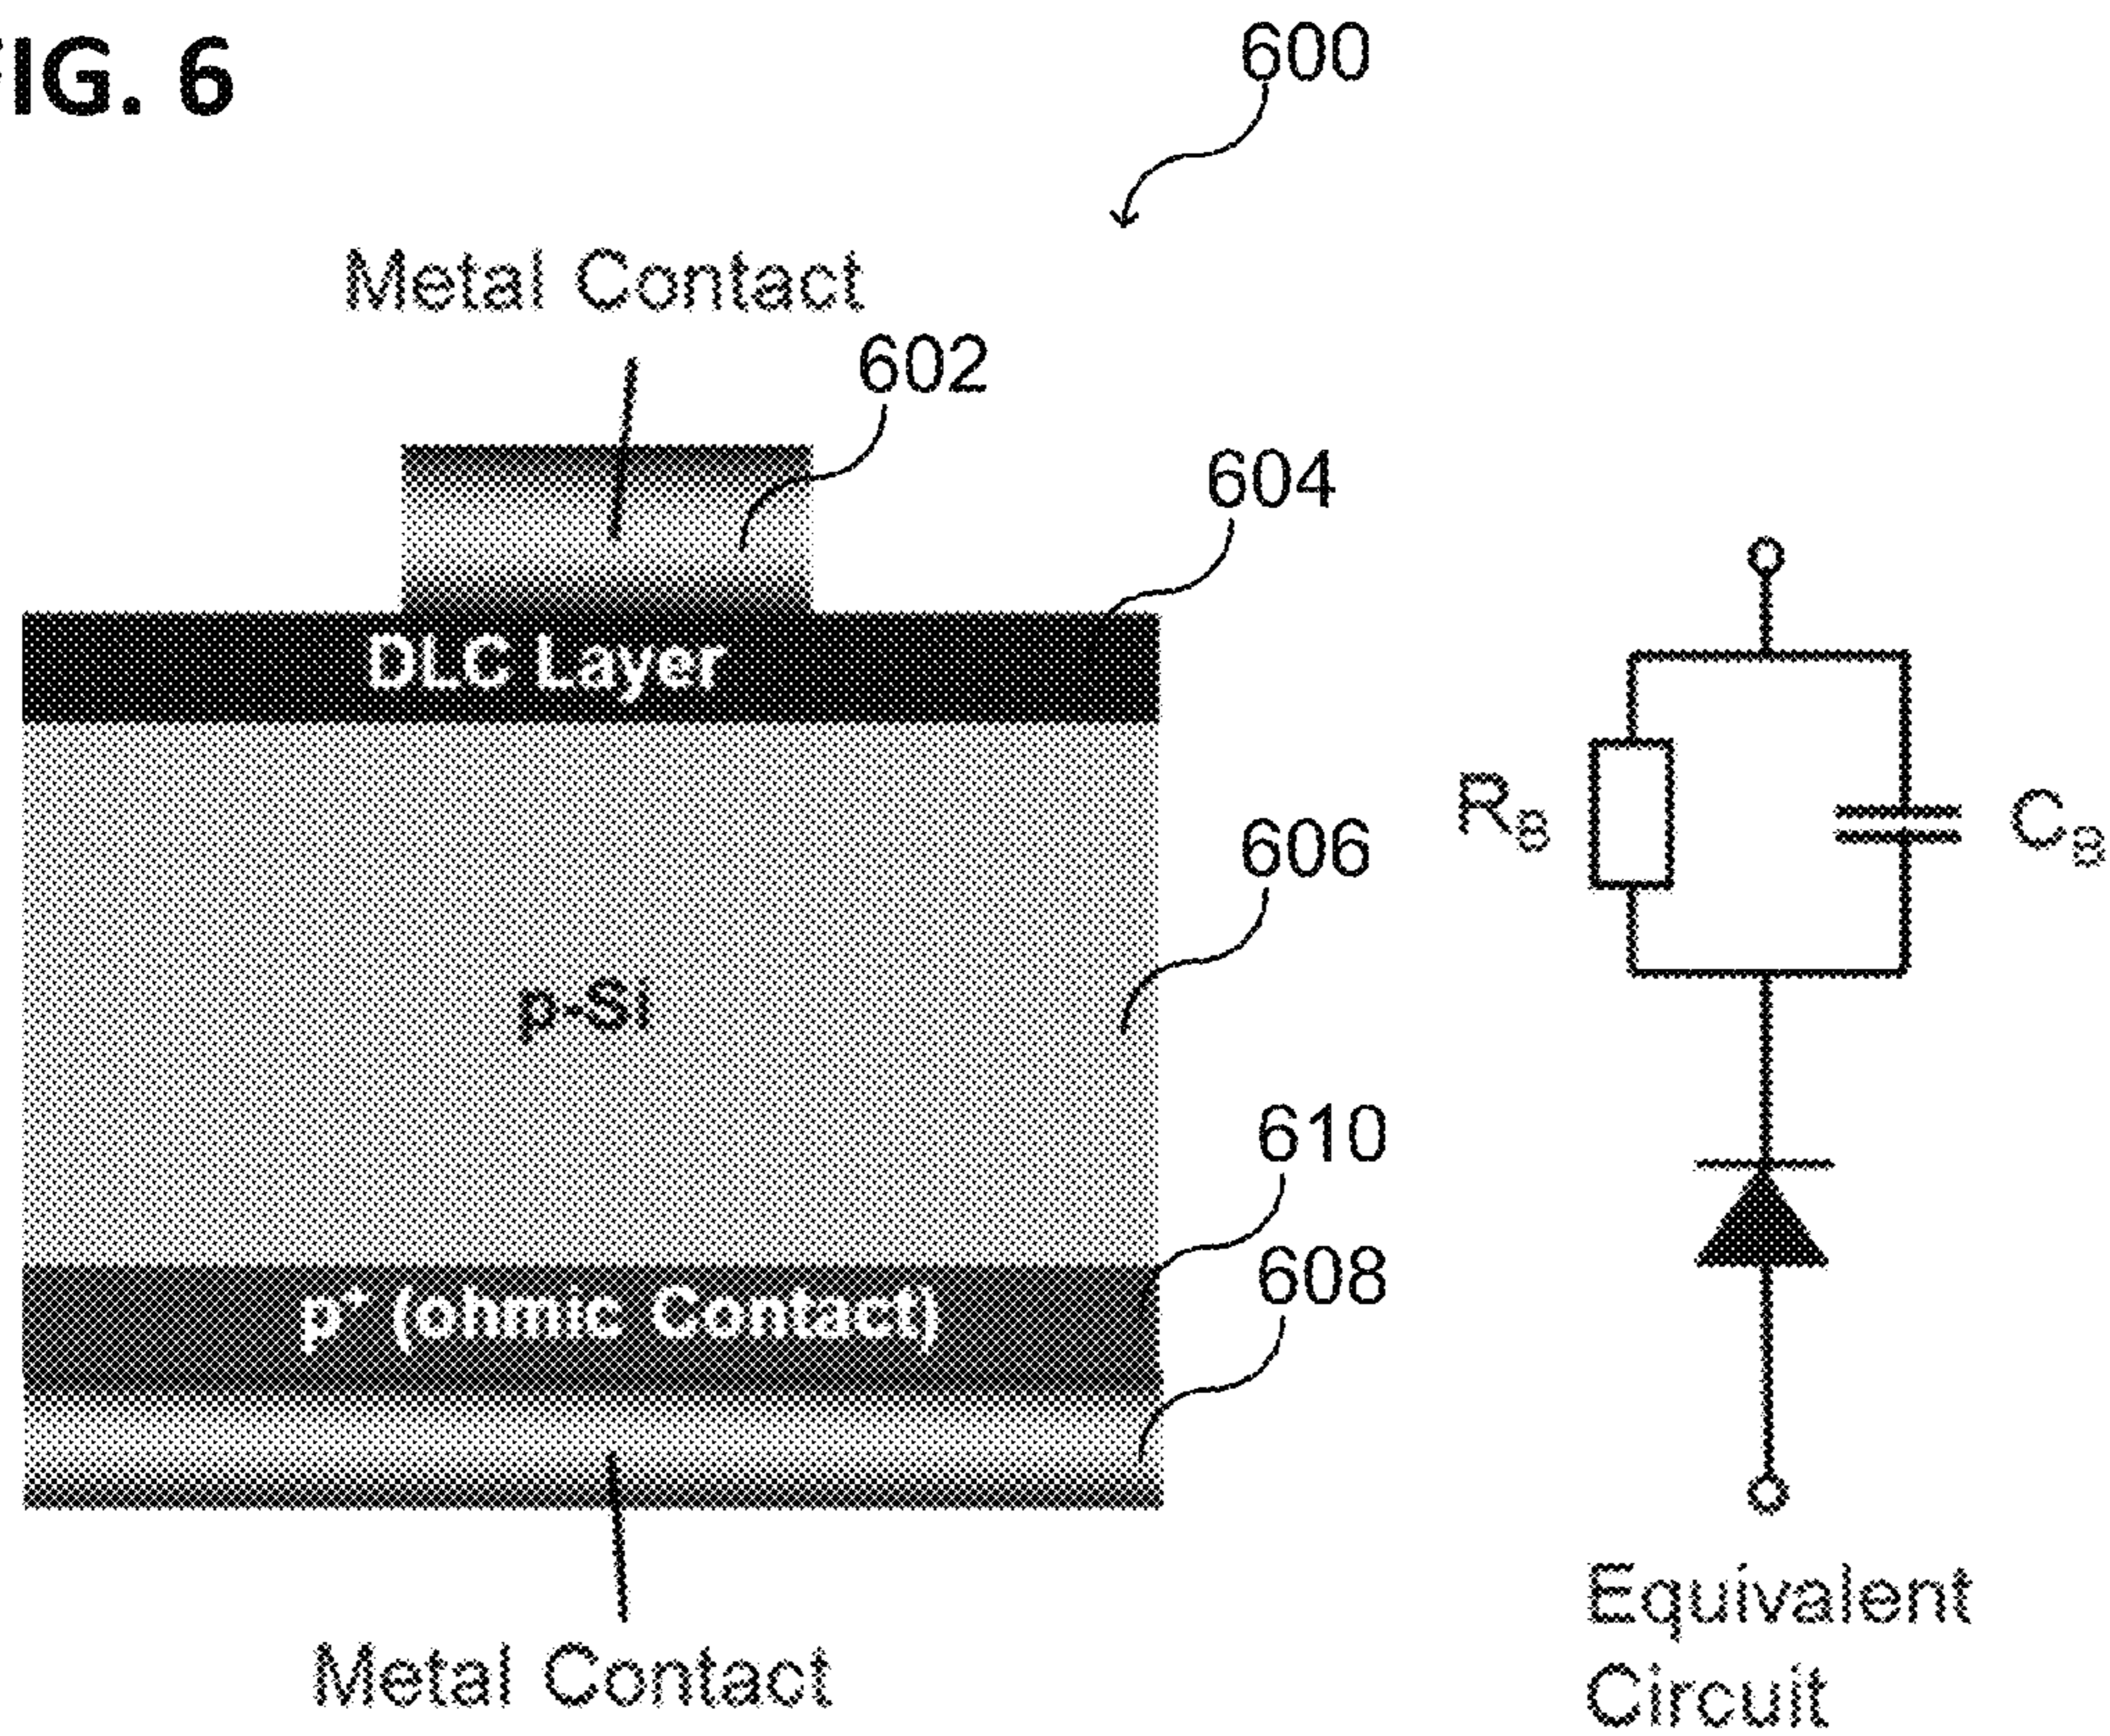 FIG. 6
600
Metal Contact
602
604
DLC Layer
606
R_B
C_B
p-Si
610
p⁺ (ohmic Contact)
608
Metal Contact
Equivalent
Circuit